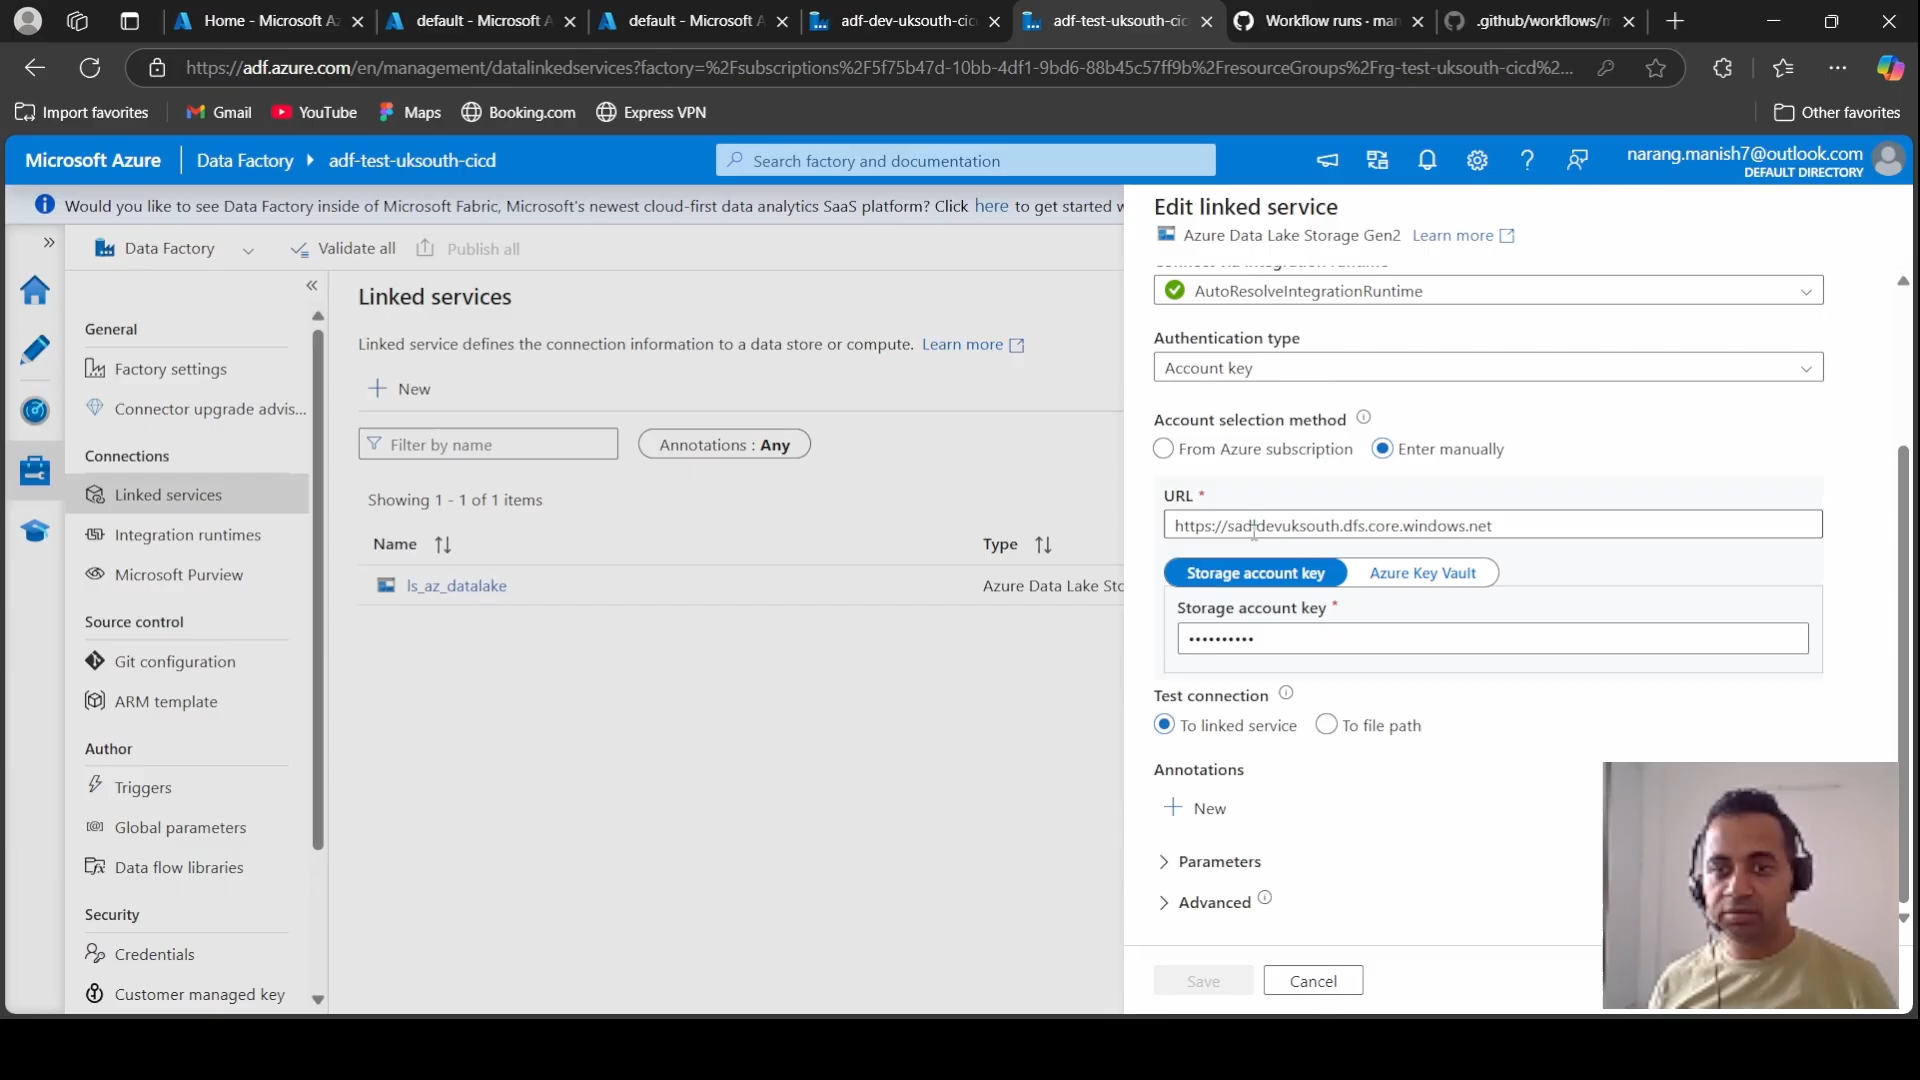 Home - Microsoft Az
default - Microsoft A
default - Microsoft A
adf-dev-uksouth-cic
adf-test-uksouth-cic
Workflow runs · man
.github/workflows/m
https://adf.azure.com/en/management/datalinkedservices?factory=%2Fsubscriptions%2F5f75b47d-10bb-4df1-9bd6-88b45c57ff9b%2FresourceGroups%2Frg-test-uksouth-cicd%2...
Import favorites
Gmail
YouTube
Maps
Booking.com
Express VPN
Other favorites
Microsoft Azure
Data Factory
adf-test-uksouth-cicd
Search factory and documentation
narang.manish7@outlook.com
DEFAULT DIRECTORY
Would you like to see Data Factory inside of Microsoft Fabric, Microsoft's newest cloud-first data analytics SaaS platform? Click here to get started w
Data Factory
Validate all
Publish all
General
Factory settings
Connector upgrade advis...
Connections
Linked services
Integration runtimes
Microsoft Purview
Source control
Git configuration
ARM template
Author
Triggers
Global parameters
Data flow libraries
Security
Credentials
Customer managed key
Linked services
Linked service defines the connection information to a data store or compute. Learn more
New
Filter by name
Annotations : Any
Showing 1 - 1 of 1 items
Name
Type
ls_az_datalake
Azure Data Lake Sto
Edit linked service
Azure Data Lake Storage Gen2 Learn more
Connect via integration runtime
AutoResolveIntegrationRuntime
Authentication type
Account key
Account selection method
From Azure subscription
Enter manually
URL *
https://sadldevuksouth.dfs.core.windows.net
Storage account key
Azure Key Vault
Storage account key *
••••••••••
Test connection
To linked service
To file path
Annotations
New
Parameters
Advanced
Save
Cancel